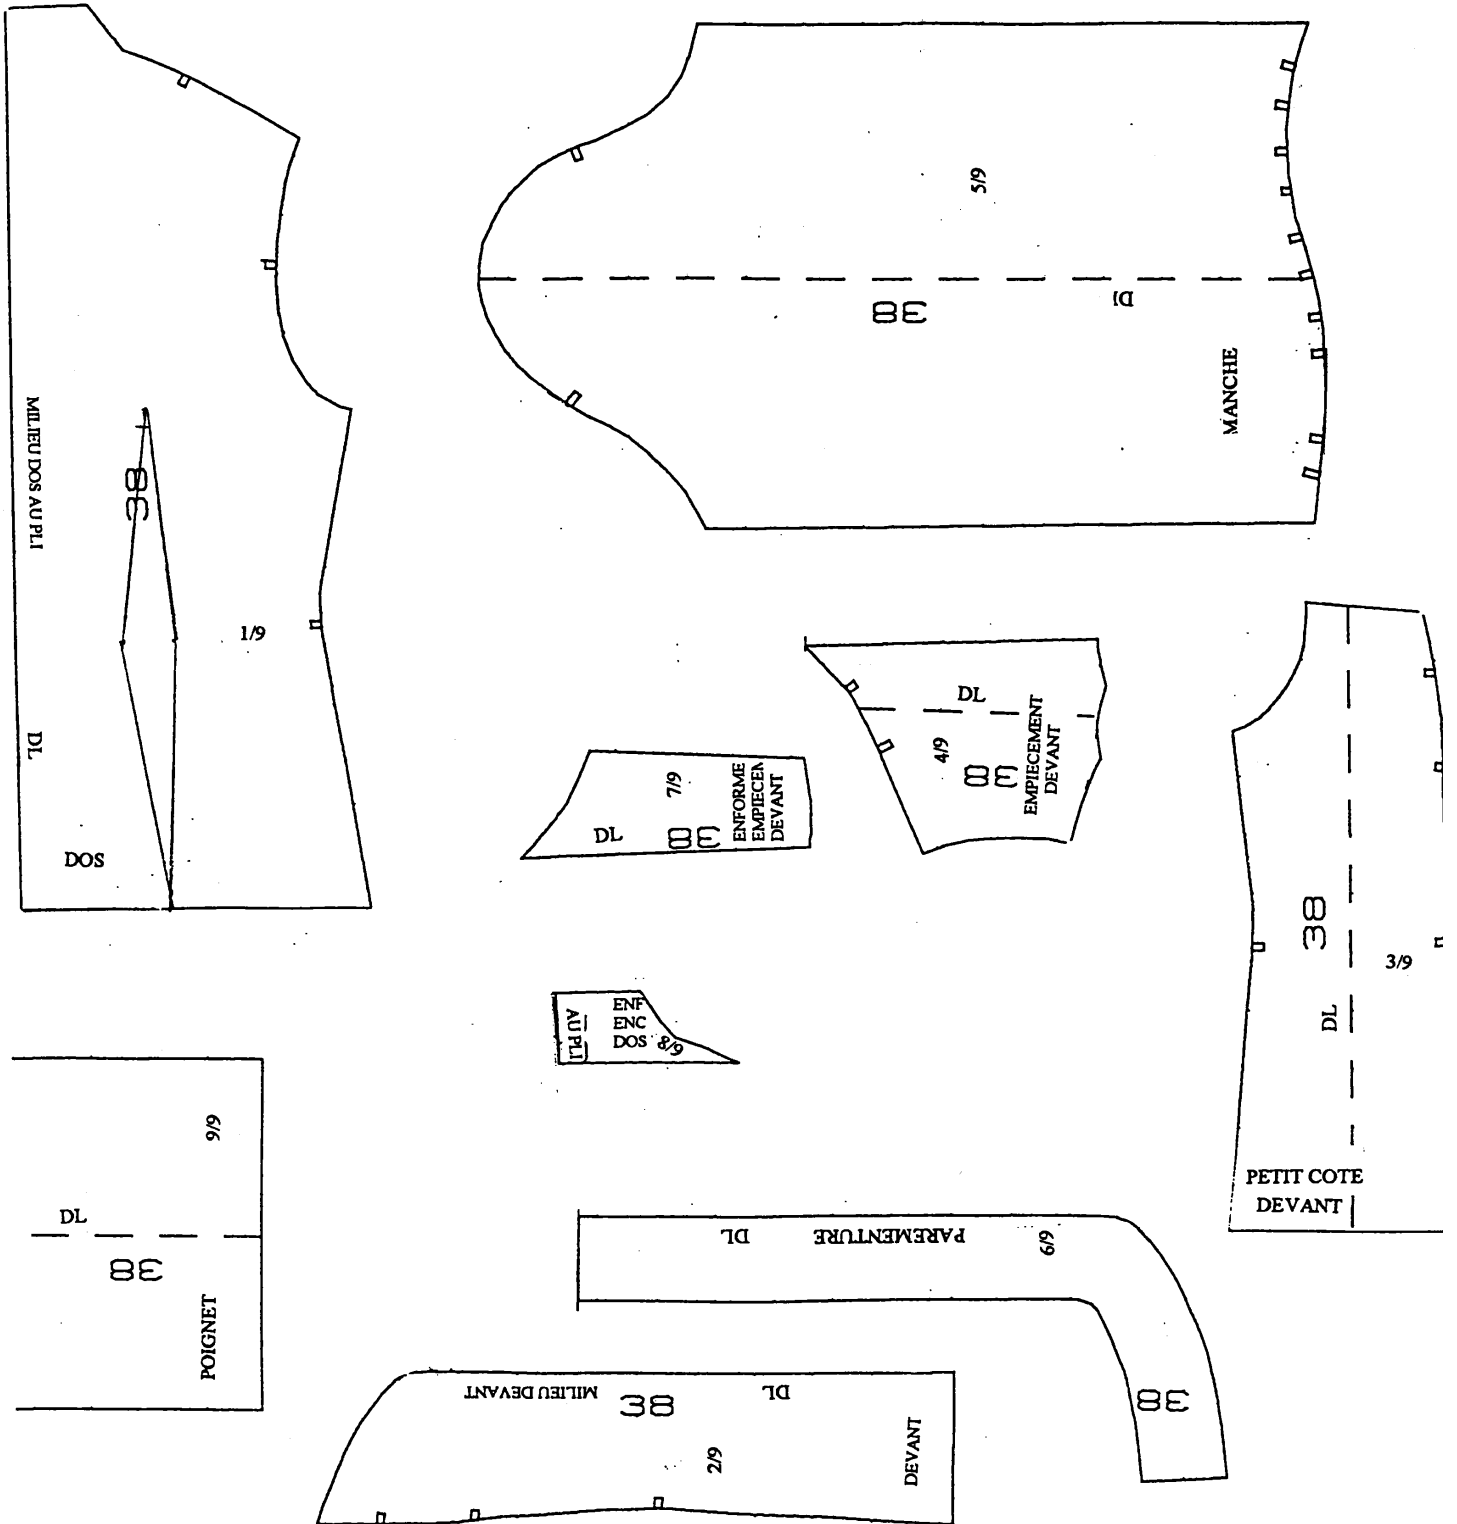 MILIEU DOS AU PLI
DL
38
1/9
DOS
5/9
38
MANCHE
DL
4/9
38
EMPIECEMENT
DEVANT
7/9
DL
38
ENFORME
EMPIECEM
DEVANT
38
3/9
DL
PETIT COTE
DEVANT
AU PLI
ENF
ENC
DOS 8/9
9/9
DL
38
POIGNET
DL
PAREMENTURE
6/9
38
MILIEU DEVANT
38
DL
2/9
DEVANT